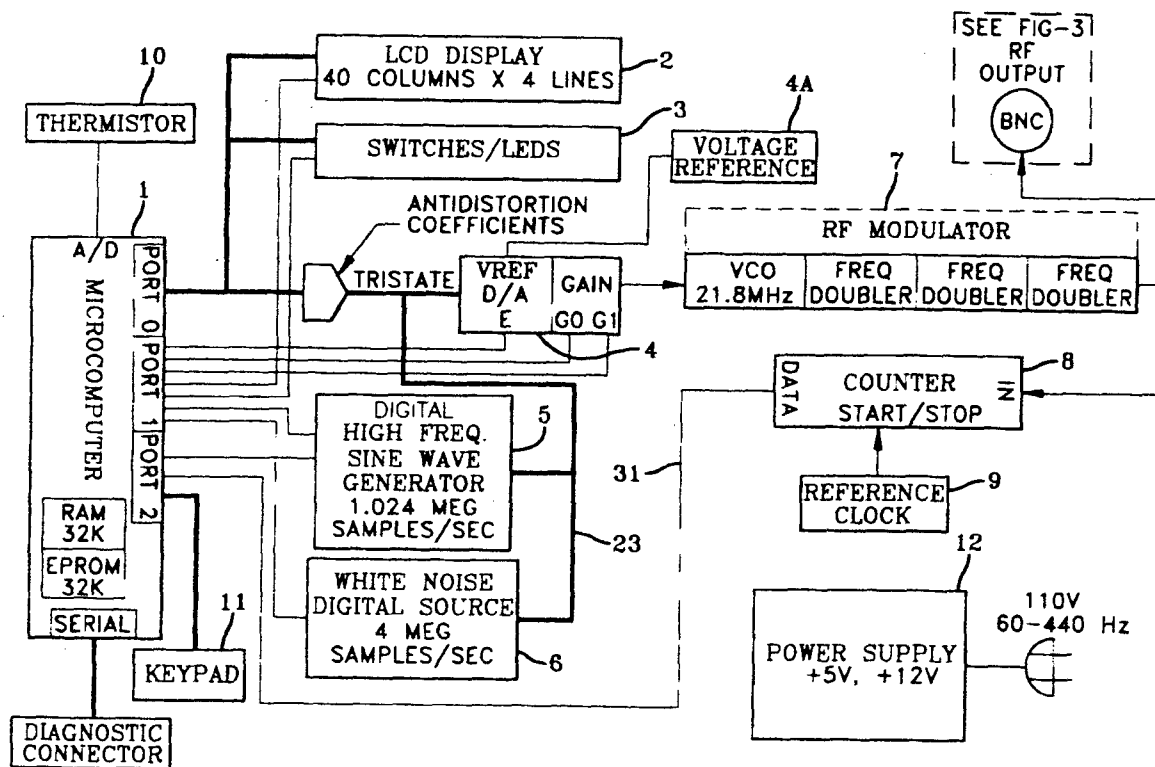 10
THERMISTOR
LCD DISPLAY
40 COLUMNS X 4 LINES
2
SWITCHES/LEDS
3
4A
VOLTAGE
REFERENCE
SEE FIG-3
RF
OUTPUT
BNC
1
A/D
MICROCOMPUTER
PORT 0
PORT 1
PORT 2
RAM
32K
EPROM
32K
SERIAL
DIAGNOSTIC
CONNECTOR
11
KEYPAD
ANTIDISTORTION
COEFFICIENTS
TRISTATE
VREF
D/A
E
GAIN
G0 G1
4
7
RF MODULATOR
VCO
21.8MHz
FREQ
DOUBLER
FREQ
DOUBLER
FREQ
DOUBLER
DIGITAL
HIGH FREQ.
SINE WAVE
GENERATOR
1.024 MEG
SAMPLES/SEC
5
23
WHITE NOISE
DIGITAL SOURCE
4 MEG
SAMPLES/SEC
6
31
DATA
COUNTER
START/STOP
IN
8
REFERENCE
CLOCK
9
12
POWER SUPPLY
+5V, +12V
110V
60-440 Hz